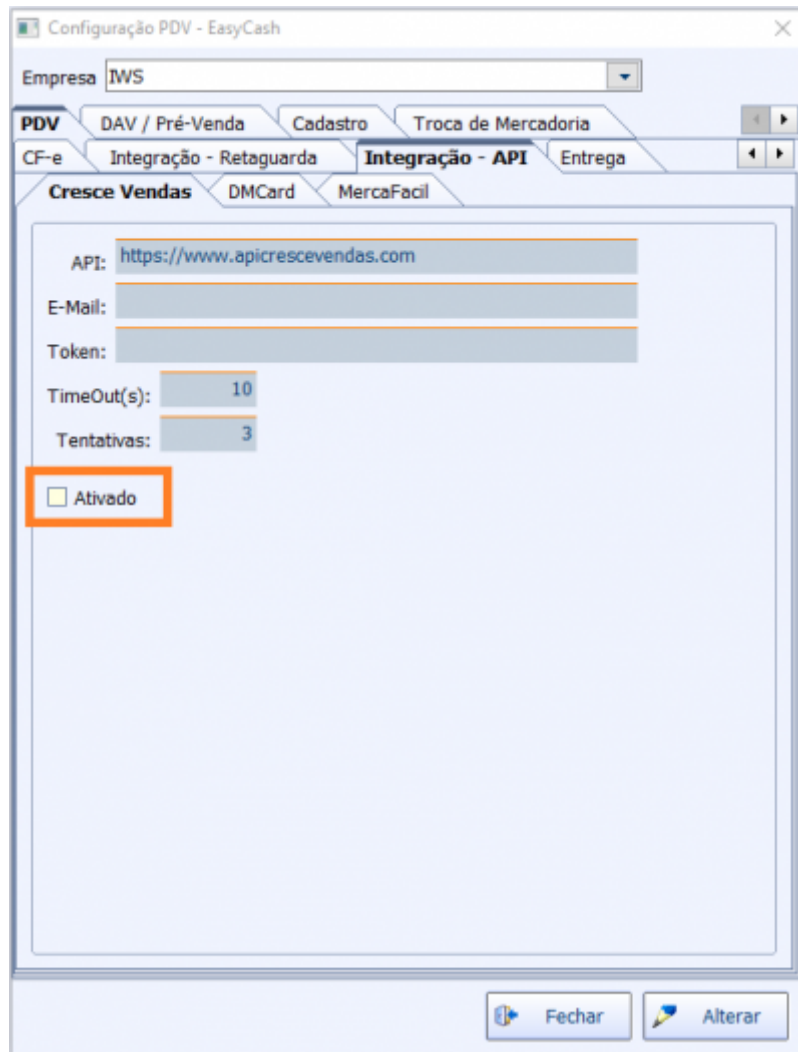 Configuração PDV - EasyCash
Empresa IWS
PDV DAV / Pré-Venda Cadastro Troca de Mercadoria
CF-e Integração - Retaguarda Integração - API Entrega
Cresce Vendas DMCard MercaFacil
API: https://www.apicrescevendas.com
E-Mail:
Token:
TimeOut(s): 10
Tentativas: 3
Ativado
Fechar Alterar